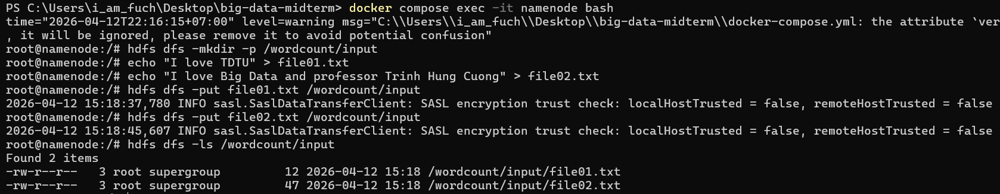 PS C:\Users\i_am_fuch\Desktop\big-data-midterm> docker compose exec -it namenode bash
time="2026-04-12T22:16:15+07:00" level=warning msg="C:\\Users\\i_am_fuch\\Desktop\\big-data-midterm\\docker-compose.yml: the attribute `ver
, it will be ignored, please remove it to avoid potential confusion"
root@namenode:/# hdfs dfs -mkdir -p /wordcount/input
root@namenode:/# echo "I love TDTU" > file01.txt
root@namenode:/# echo "I love Big Data and professor Trinh Hung Cuong" > file02.txt
root@namenode:/# hdfs dfs -put file01.txt /wordcount/input
2026-04-12 15:18:37,780 INFO sasl.SaslDataTransferClient: SASL encryption trust check: localHostTrusted = false, remoteHostTrusted = false
root@namenode:/# hdfs dfs -put file02.txt /wordcount/input
2026-04-12 15:18:45,607 INFO sasl.SaslDataTransferClient: SASL encryption trust check: localHostTrusted = false, remoteHostTrusted = false
root@namenode:/# hdfs dfs -ls /wordcount/input
Found 2 items
-rw-r--r--   3 root supergroup         12 2026-04-12 15:18 /wordcount/input/file01.txt
-rw-r--r--   3 root supergroup         47 2026-04-12 15:18 /wordcount/input/file02.txt